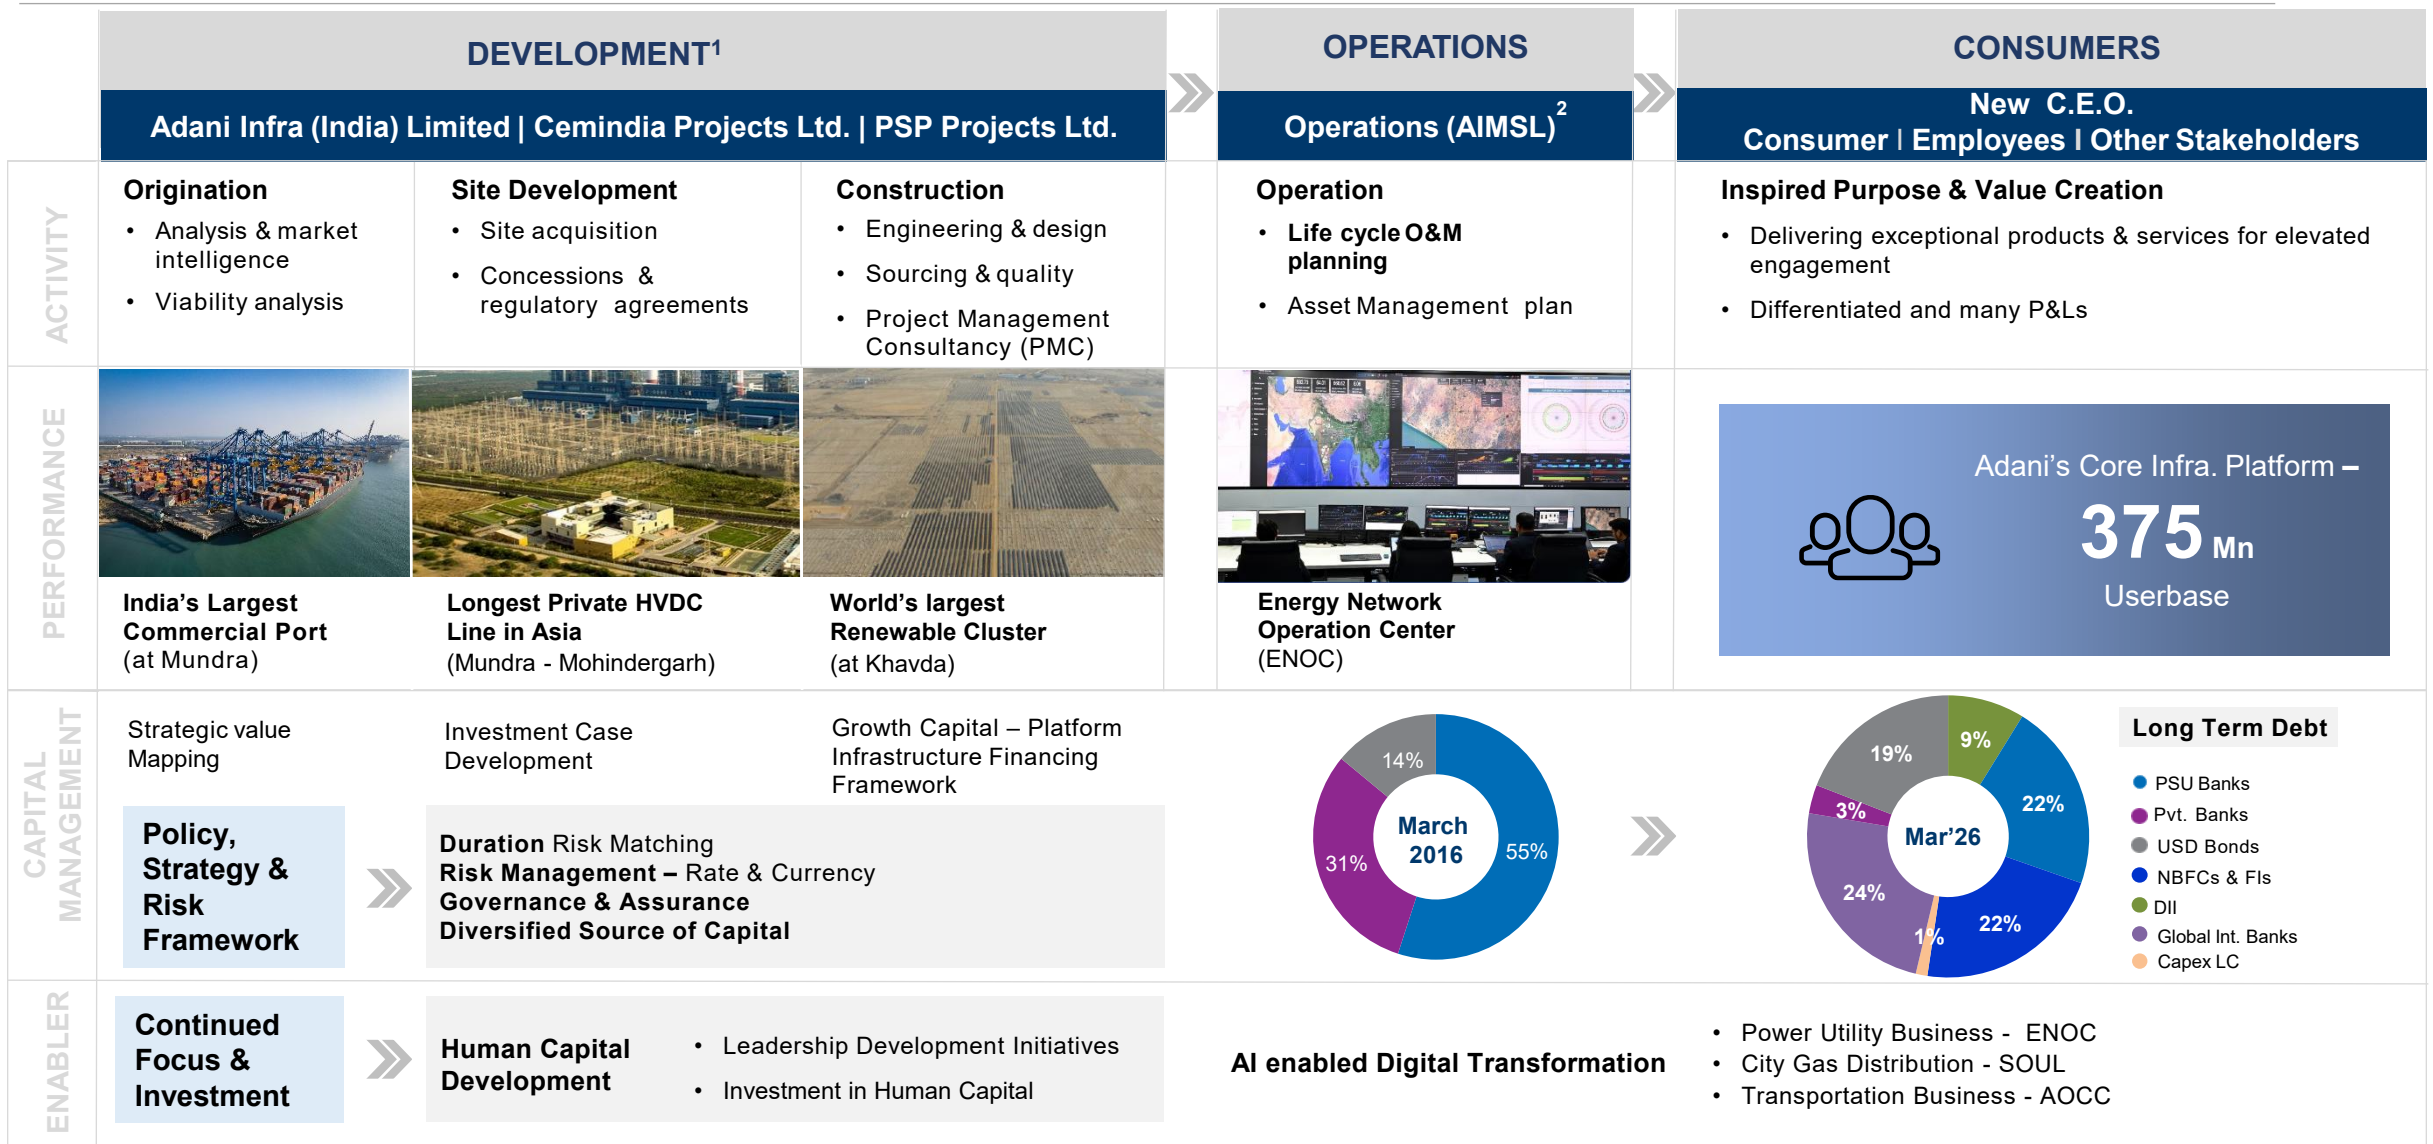 DEVELOPMENT1
OPERATIONS
CONSUMERS
Adani Infra (India) Limited | Cemindia Projects Ltd. | PSP Projects Ltd.
Operations (AIMSL)2
New C.E.O.
Consumer I Employees I Other Stakeholders
ACTIVITY
Origination
• Analysis & market
intelligence
• Viability analysis
Site Development
• Site acquisition
• Concessions &
regulatory agreements
Construction
• Engineering & design
• Sourcing & quality
• Project Management
Consultancy (PMC)
Operation
• Life cycle O&M
planning
• Asset Management plan
Inspired Purpose & Value Creation
• Delivering exceptional products & services for elevated
engagement
• Differentiated and many P&Ls
PERFORMANCE
India's Largest
Commercial Port
(at Mundra)
Longest Private HVDC
Line in Asia
(Mundra - Mohindergarh)
World's largest
Renewable Cluster
(at Khavda)
Energy Network
Operation Center
(ENOC)
Adani's Core Infra. Platform –
375 Mn
Userbase
CAPITAL
MANAGEMENT
Strategic value
Mapping
Investment Case
Development
Growth Capital – Platform
Infrastructure Financing
Framework
Policy,
Strategy &
Risk
Framework
Duration Risk Matching
Risk Management – Rate & Currency
Governance & Assurance
Diversified Source of Capital
14%
31%
55%
March
2016
19%
9%
22%
3%
24%
1%
22%
Mar'26
Long Term Debt
PSU Banks
Pvt. Banks
USD Bonds
NBFCs & FIs
DII
Global Int. Banks
Capex LC
ENABLER
Continued
Focus &
Investment
Human Capital
Development
• Leadership Development Initiatives
• Investment in Human Capital
AI enabled Digital Transformation
• Power Utility Business - ENOC
• City Gas Distribution - SOUL
• Transportation Business - AOCC